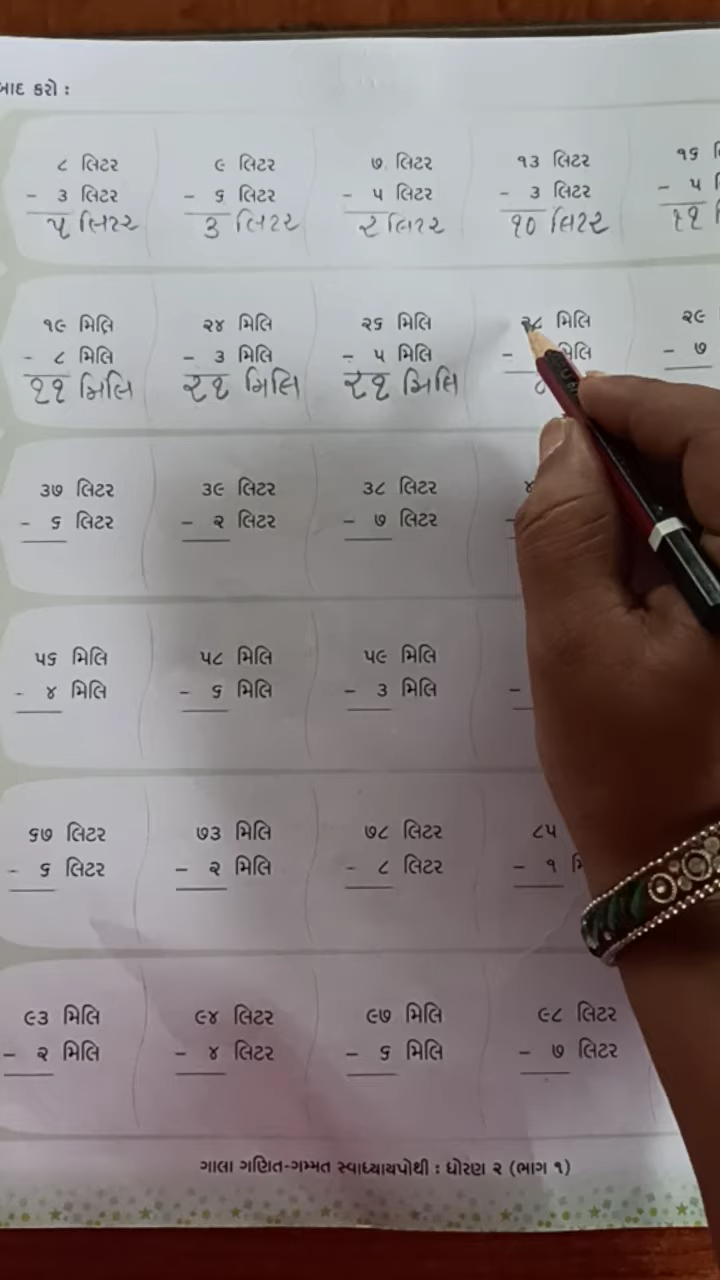 બાદ કરો :
૮ લિટર ૯ લિટર ૭ લિટર ૧૩ લિટર ૧૬
- ૩ લિટર - ૬ લિટર - ૫ લિટર - ૩ લિટર - ૫
૫ લિટર ૩ લિટર ૨ લિટર ૧૦ લિટર ૧૧
૧૯ મિલિ ૨૪ મિલિ ૨૬ મિલિ ૨૮ મિલિ ૨૯
- ૮ મિલિ - ૩ મિલિ - ૫ મિલિ - મિલિ - ૭
૧૧ મિલિ ૨૧ મિલિ ૨૧ મિલિ
૩૭ લિટર ૩૯ લિટર ૩૮ લિટર
- ૬ લિટર - ૨ લિટર - ૭ લિટર -
૫૬ મિલિ ૫૮ મિલિ ૫૯ મિલિ
- ૪ મિલિ - ૬ મિલિ - ૩ મિલિ -
૬૭ લિટર ૭૩ મિલિ ૭૮ લિટર ૮૫
- ૬ લિટર - ૨ મિલિ - ૮ લિટર - ૧
૯૩ મિલિ ૯૪ લિટર ૯૭ મિલિ ૯૮ લિટર
- ૨ મિલિ - ૪ લિટર - ૬ મિલિ - ૭ લિટર
ગાલા ગણિત-ગમ્મત સ્વાધ્યાયપોથી : ધોરણ ૨ (ભાગ ૧)